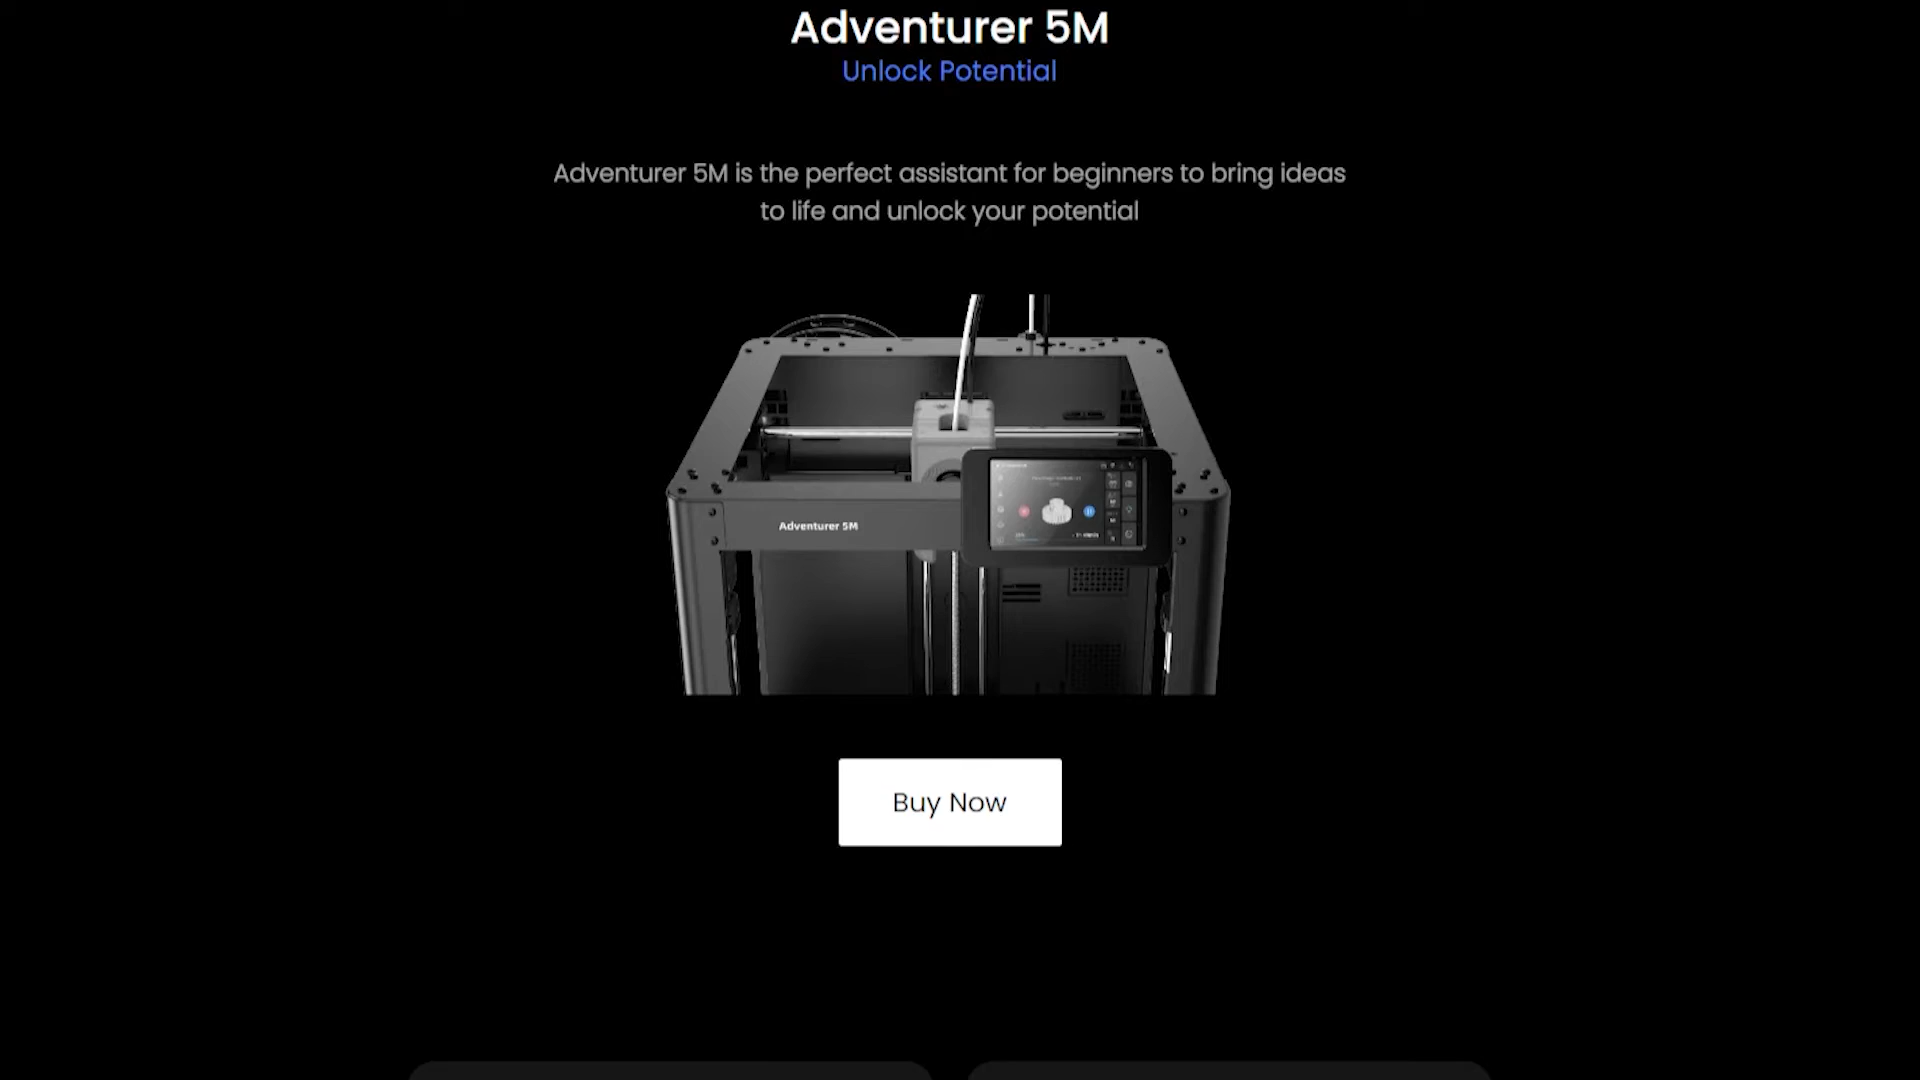 Adventurer 5M
Unlock Potential
Adventurer 5M is the perfect assistant for beginners to bring ideas
to life and unlock your potential
Adventurer 5M
Buy Now